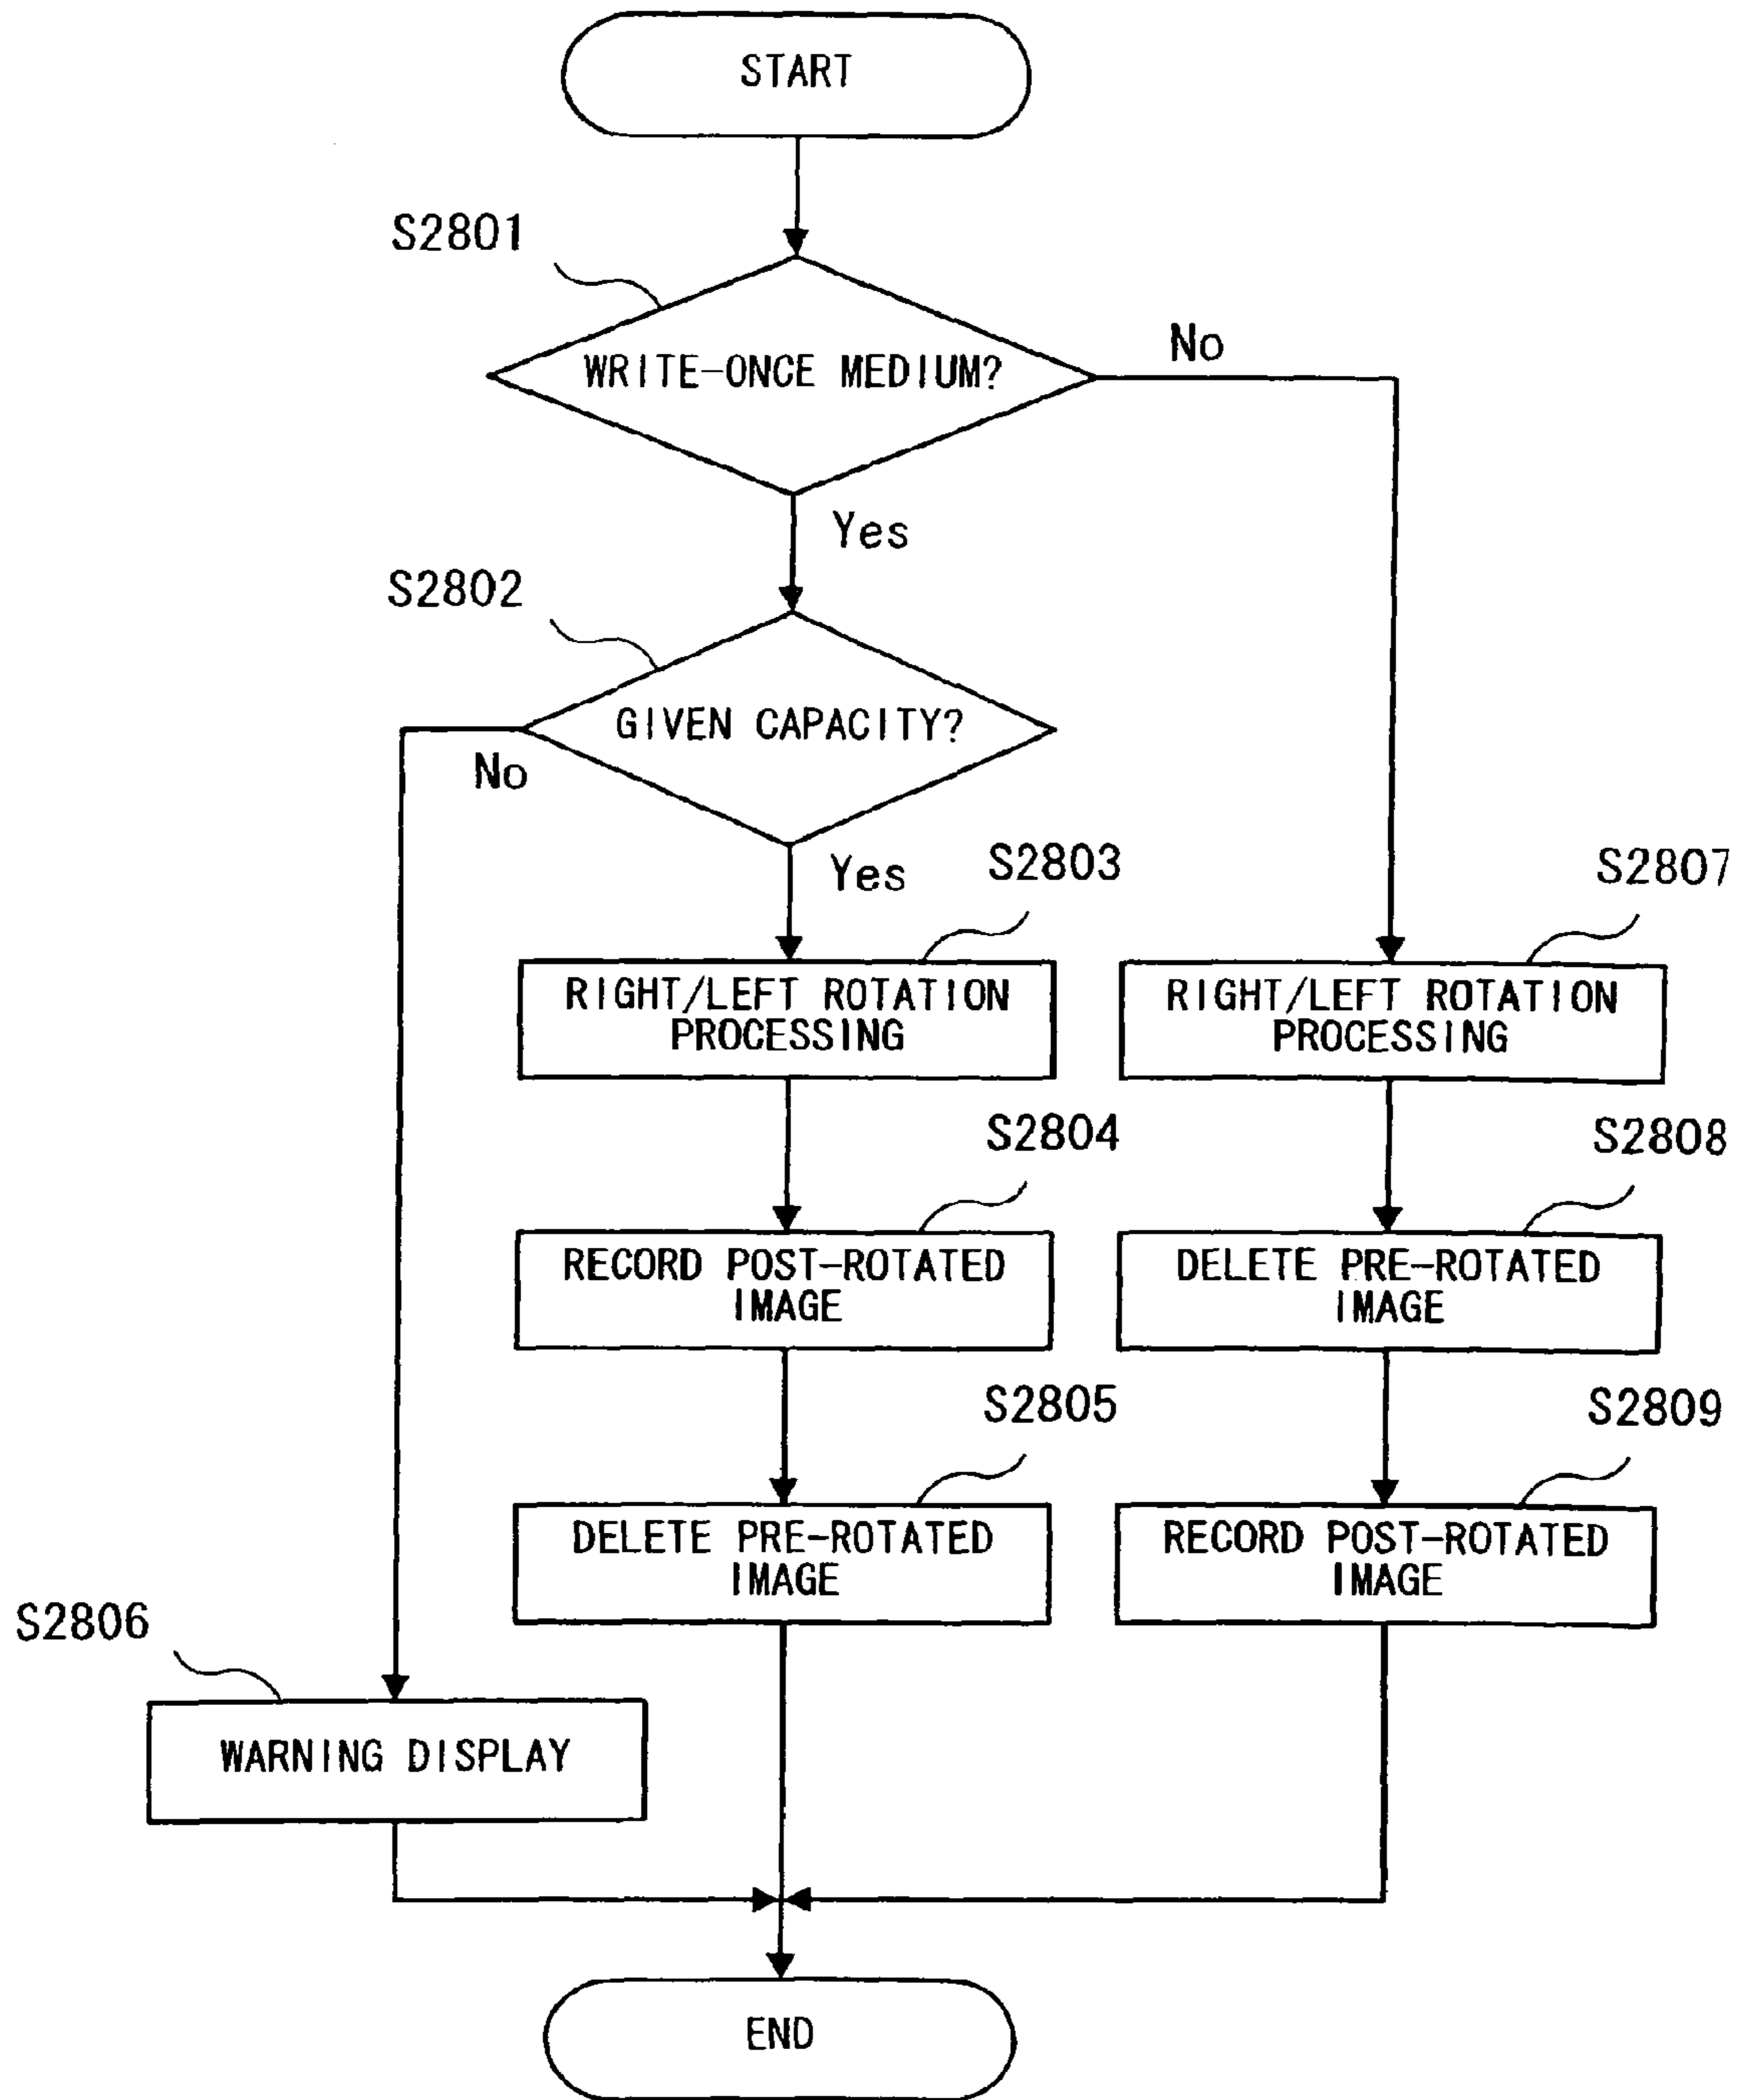 START
S2801
WRITE-ONCE MEDIUM?
No
Yes
S2802
GIVEN CAPACITY?
No
Yes
S2803
S2807
RIGHT/LEFT ROTATION
PROCESSING
RIGHT/LEFT ROTATION
PROCESSING
S2804
S2808
RECORD POST-ROTATED
IMAGE
DELETE PRE-ROTATED
IMAGE
S2805
S2809
DELETE PRE-ROTATED
IMAGE
RECORD POST-ROTATED
IMAGE
S2806
WARNING DISPLAY
END